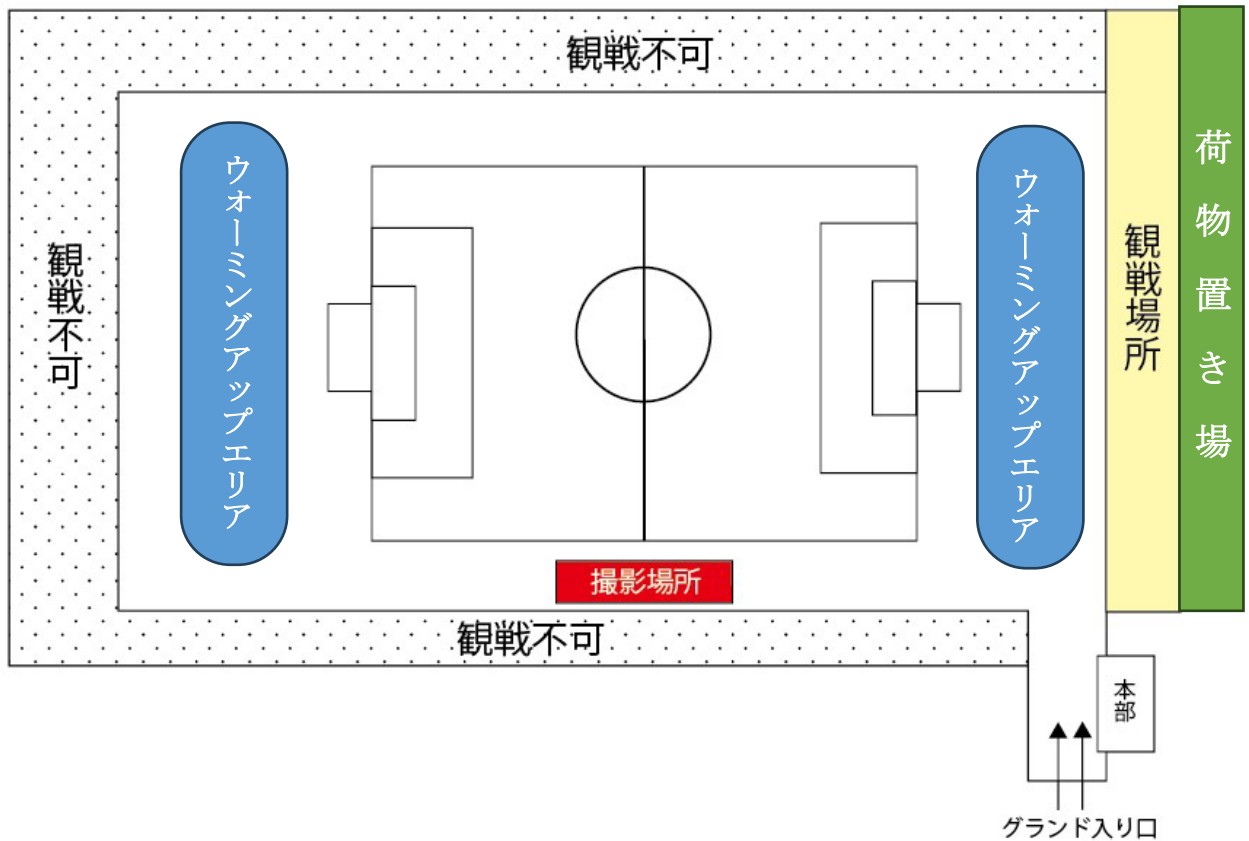 観戦不可
観戦不可
ウオーミングアップエリア
ウオーミングアップエリア
観戦場所
荷物置き場
撮影場所
観戦不可
本部
グランド入り口